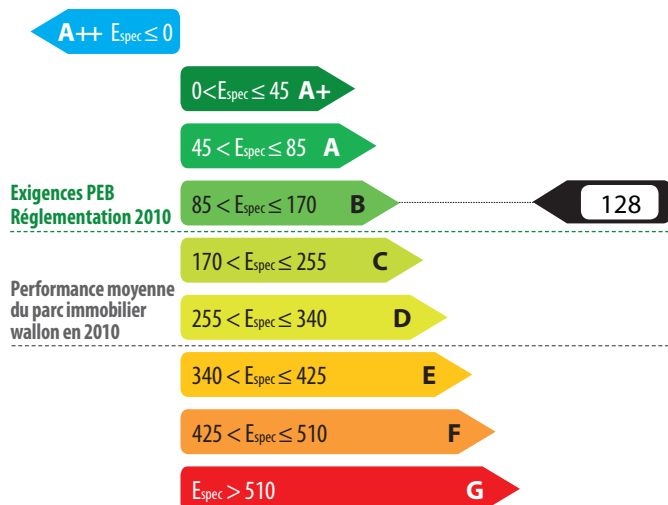 A++ Espec ≤ 0
0<Espec ≤ 45 A+
45 < Espec ≤ 85 A
Exigences PEB
Réglementation 2010
85 < Espec ≤ 170 B
128
170 < Espec ≤ 255 C
Performance moyenne
du parc immobilier
wallon en 2010
255 < Espec ≤ 340 D
340 < Espec ≤ 425 E
425 < Espec ≤ 510 F
Espec > 510 G